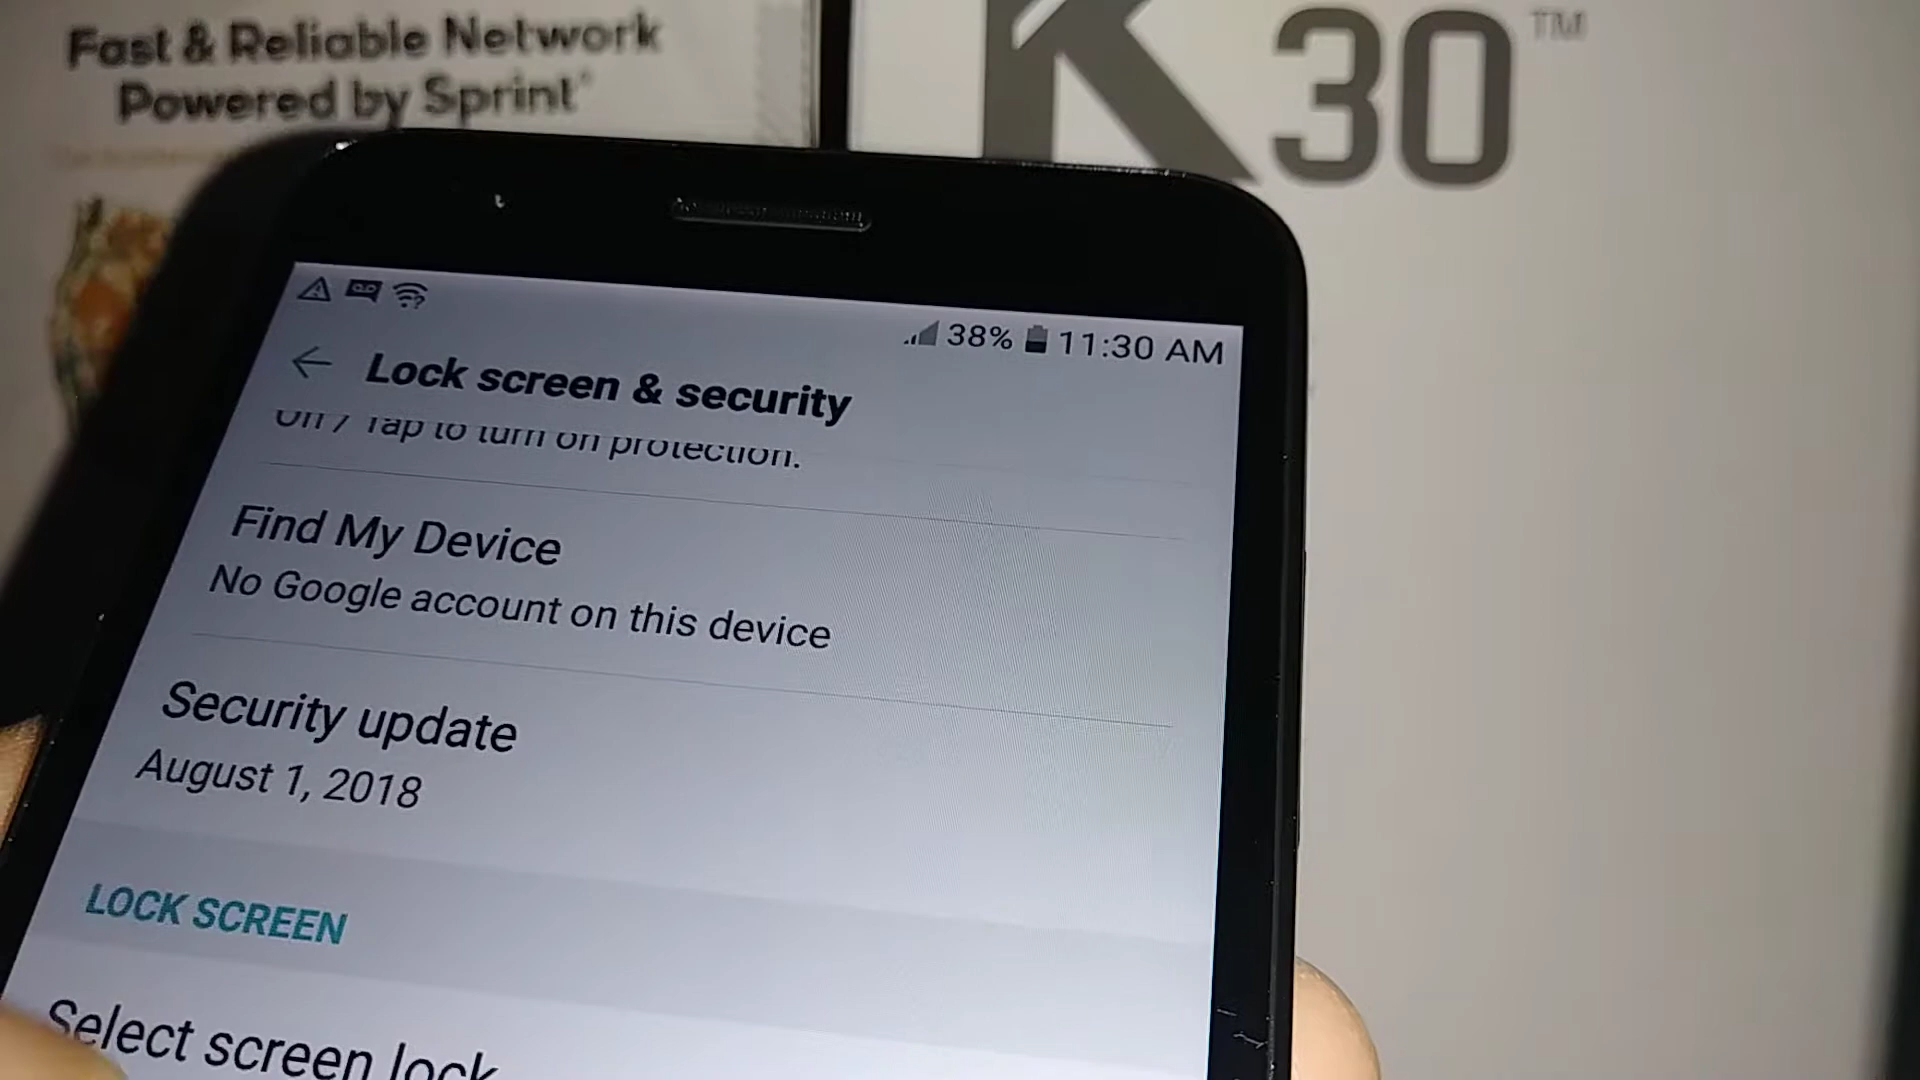 Fast & Reliable Network
Powered by Sprint
K30™
38% 11:30 AM
Lock screen & security
Off / Tap to turn on protection.
Find My Device
No Google account on this device
Security update
August 1, 2018
LOCK SCREEN
Select screen lock